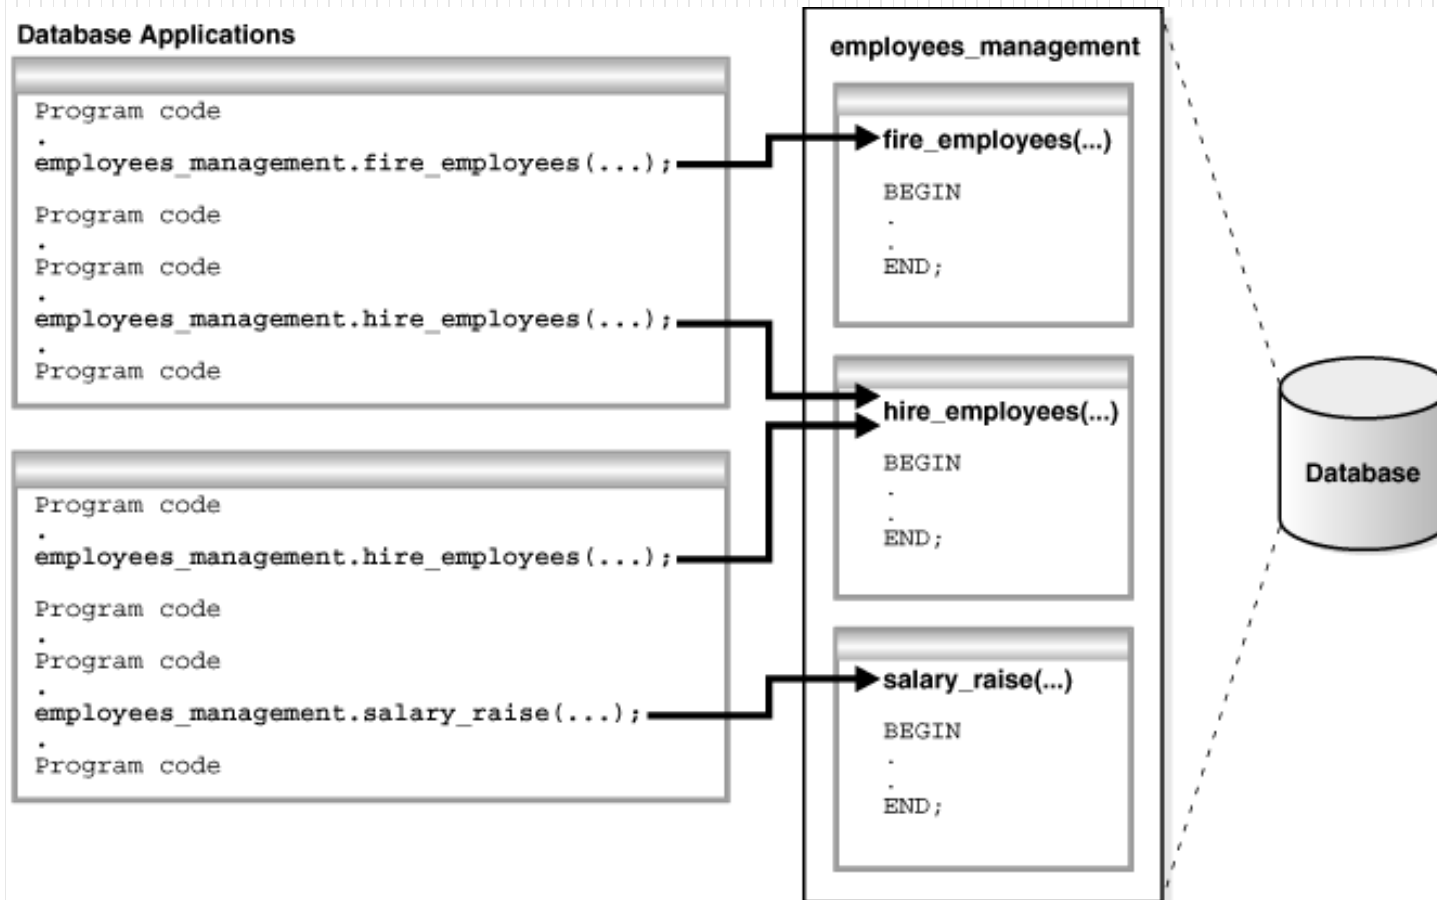 Database Applications
Program code
.
employees_management.fire_employees(...);
Program code
.
Program code
.
employees_management.hire_employees(...);
.
Program code
Program code
.
employees_management.hire_employees(...);
Program code
.
Program code
.
employees_management.salary_raise(...);
.
Program code
employees_management
fire_employees(...)
BEGIN
.
.
END;
hire_employees(...)
BEGIN
.
.
END;
salary_raise(...)
BEGIN
.
.
END;
Database